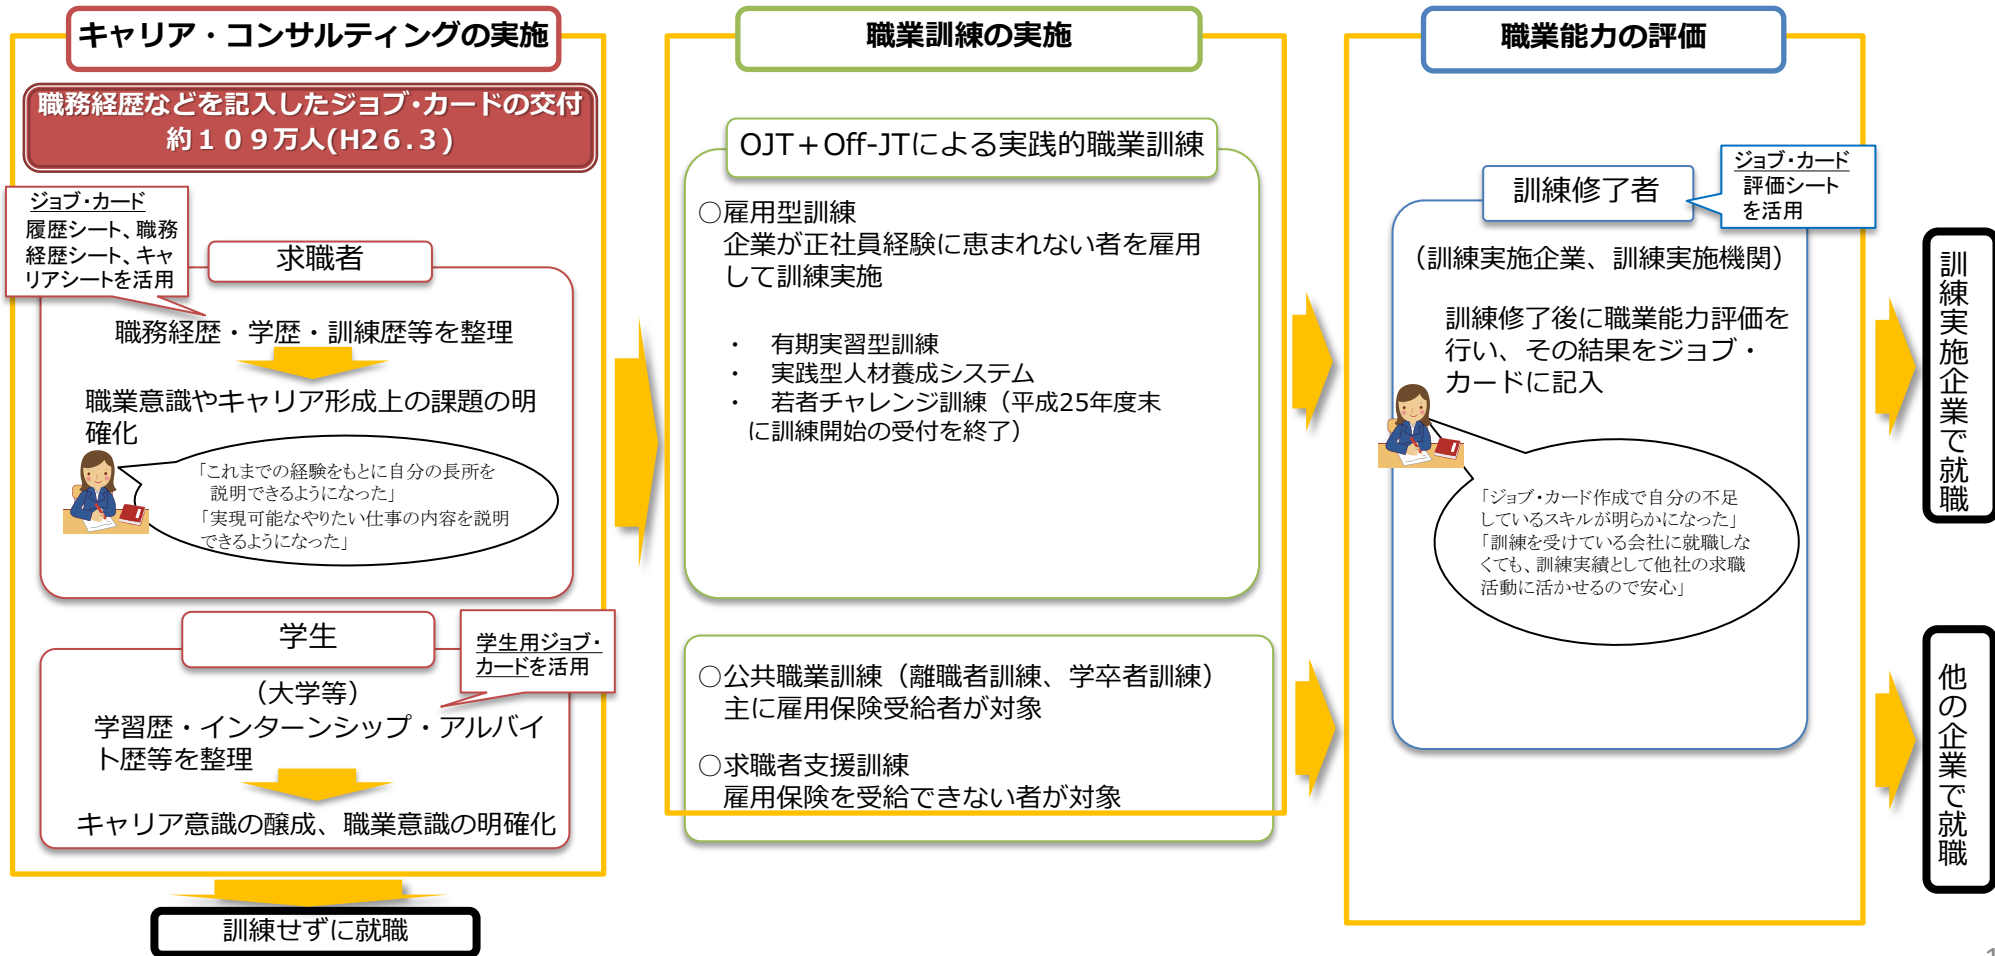 キャリア・コンサルティングの実施
職務経歴などを記入したジョブ・カードの交付
約１０９万人(H26.3)
ジョブ・カード
履歴シート、職務
経歴シート、キャ
リアシートを活用
求職者
職務経歴・学歴・訓練歴等を整理
職業意識やキャリア形成上の課題の明
確化
「これまでの経験をもとに自分の長所を
説明できるようになった」
「実現可能なやりたい仕事の内容を説明
できるようになった」
学生
学生用ジョブ・
カードを活用
（大学等）
学習歴・インターンシップ・アルバイ
ト歴等を整理
キャリア意識の醸成、職業意識の明確化
訓練せずに就職
職業訓練の実施
OJT＋Off-JTによる実践的職業訓練
○雇用型訓練
企業が正社員経験に恵まれない者を雇用
して訓練実施
・　有期実習型訓練
・　実践型人材養成システム
・　若者チャレンジ訓練（平成25年度末
に訓練開始の受付を終了）
○公共職業訓練（離職者訓練、学卒者訓練）
主に雇用保険受給者が対象
○求職者支援訓練
雇用保険を受給できない者が対象
職業能力の評価
ジョブ・カード
評価シート
を活用
訓練修了者
（訓練実施企業、訓練実施機関）
訓練修了後に職業能力評価を
行い、その結果をジョブ・
カードに記入
「ジョブ・カード作成で自分の不足
しているスキルが明らかになった」
「訓練を受けている会社に就職しな
くても、訓練実績として他社の求職
活動に活かせるので安心」
訓練実施企業で就職
他の企業で就職